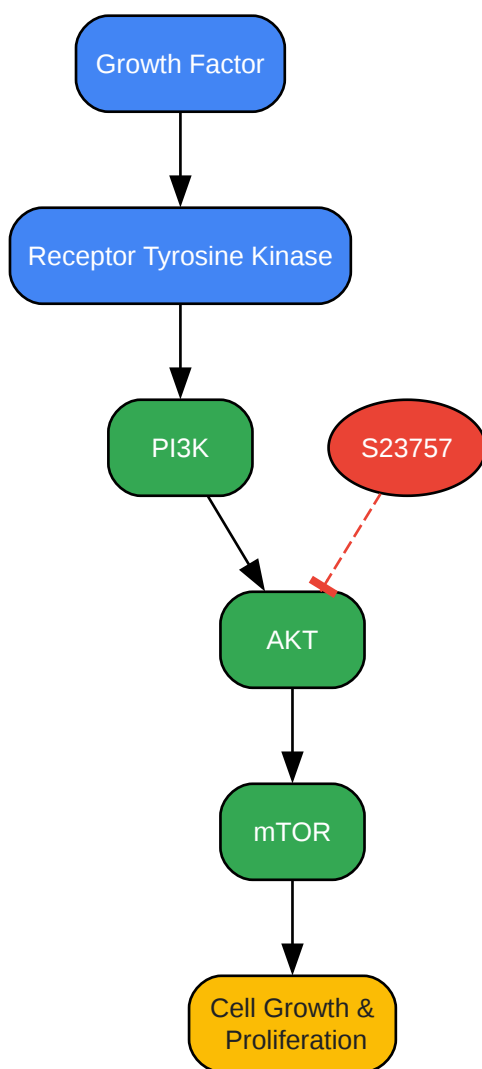 Growth Factor
Receptor Tyrosine Kinase
PI3K
S23757
AKT
mTOR
Cell Growth &
Proliferation